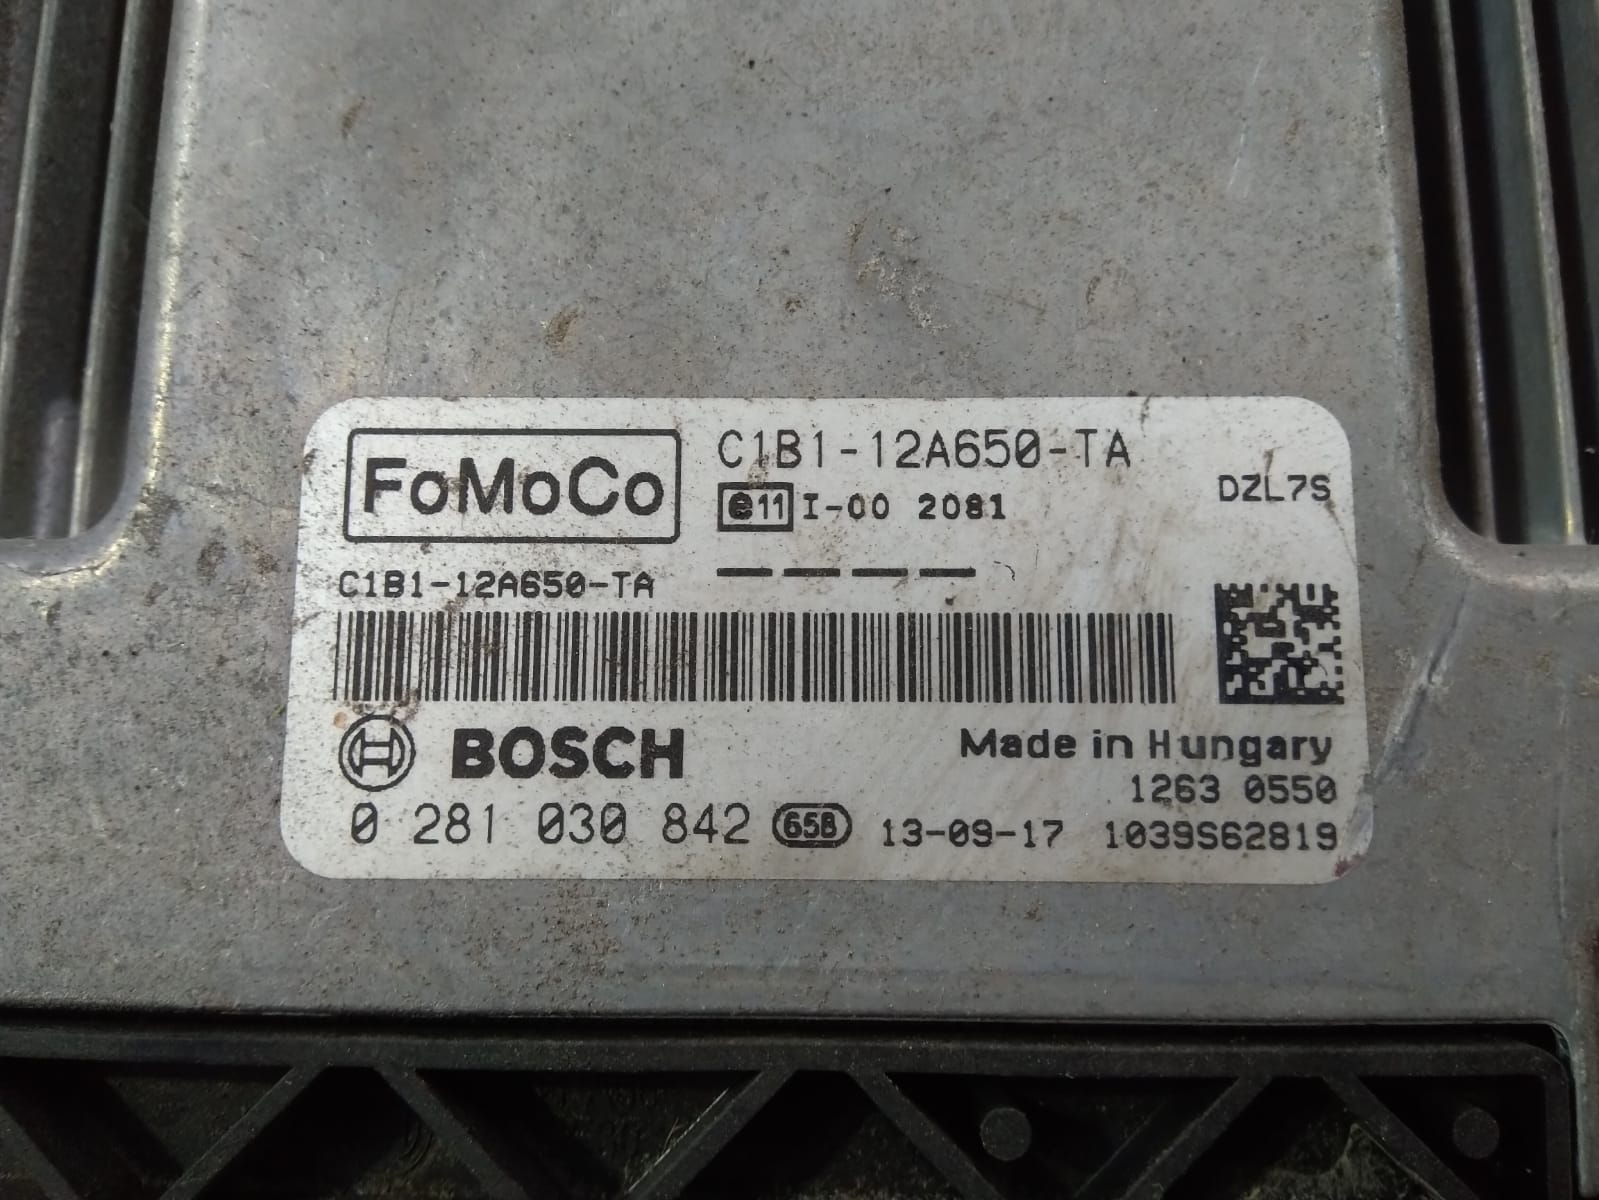 FoMoCo
C1B1-12A650-TA
e11 I-00 2081
DZL7S
C1B1-12A650-TA
BOSCH
Made in Hungary
1263 0550
0 281 030 842 65B 13-09-17 1039S62819